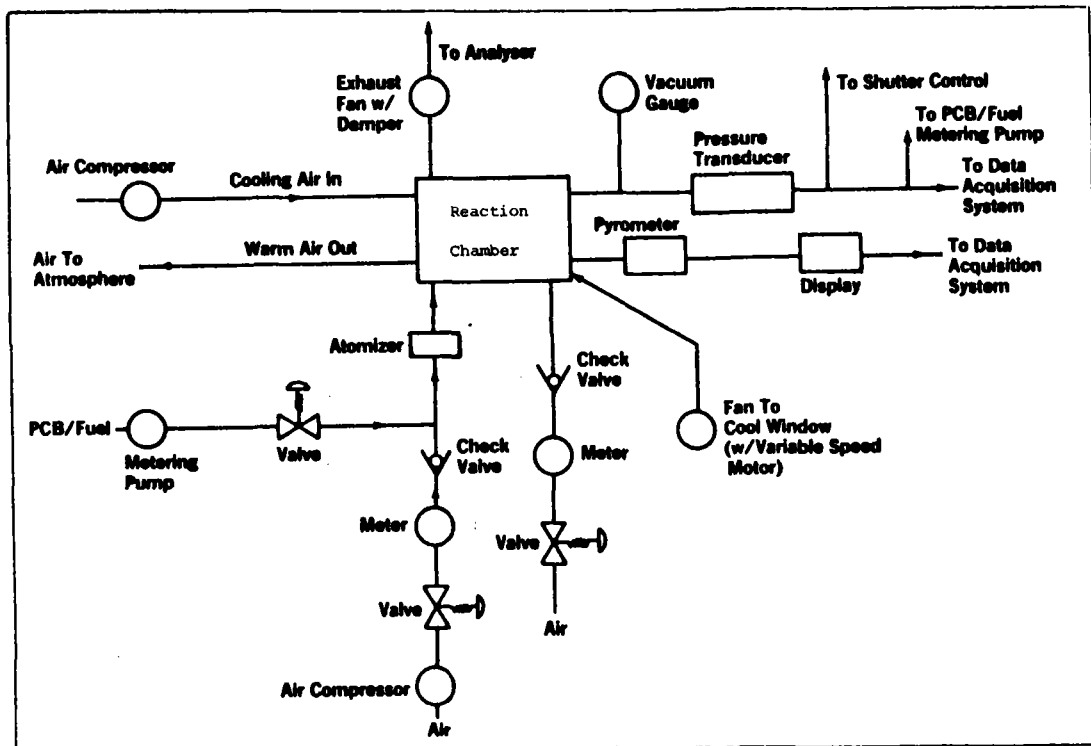 To Analyser
Exhaust
Fan w/
Demper
Vacuum
Gauge
To Shutter Control
To PCB/Fuel
Metering Pump
Pressure
Transducer
To Data
Acquisition
System
Air Compressor
Cooling Air In
Reaction
Chamber
Pyrometer
Warm Air Out
Air To
Atmosphere
Display
To Data
Acquisition
System
Atomizer
Check
Valve
PCB/Fuel
Metering
Pump
Valve
Check
Valve
Meter
Fan To
Cool Window
(w/Variable Speed
Motor)
Meter
Valve
Valve
Air
Air Compressor
Air